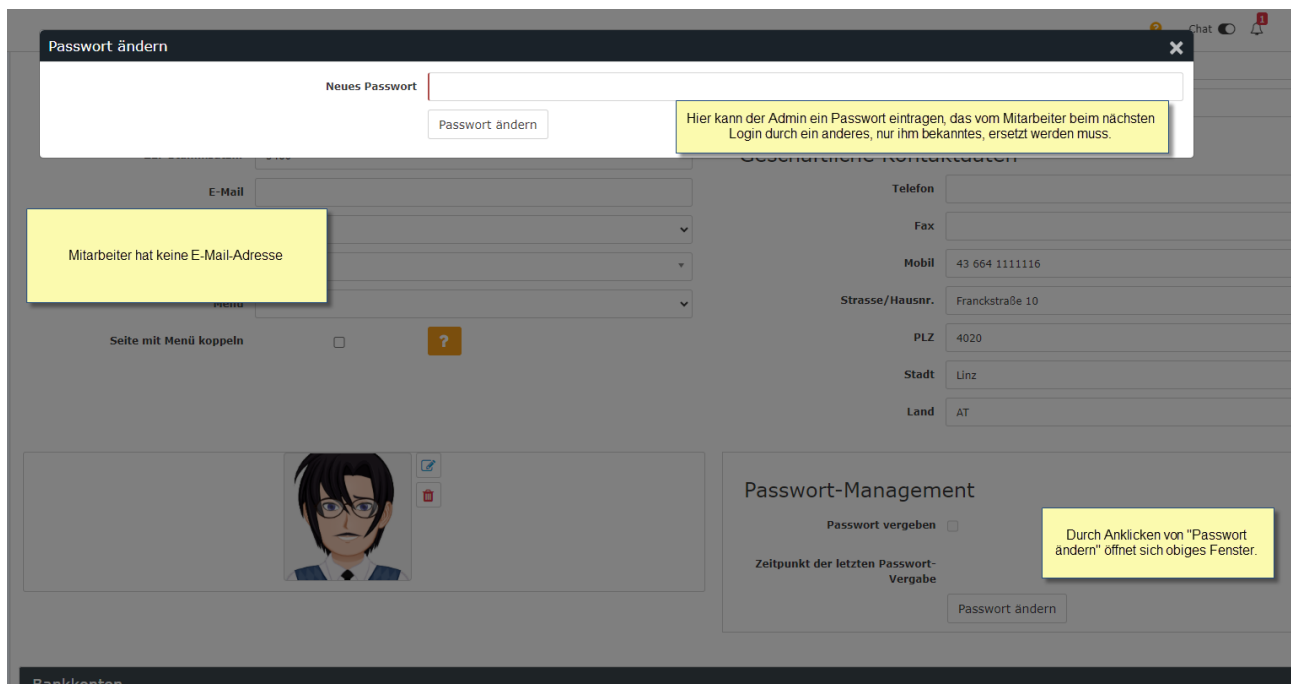 Chat
1
Passwort ändern
Neues Passwort
Passwort ändern
Hier kann der Admin ein Passwort eintragen, das vom Mitarbeiter beim nächsten
Login durch ein anderes, nur ihm bekanntes, ersetzt werden muss.
Geschäftliche Kontaktdaten
E-Mail
Mitarbeiter hat keine E-Mail-Adresse
Menü
Seite mit Menü koppeln
?
Telefon
Fax
Mobil 43 664 1111116
Strasse/Hausnr. Franckstraße 10
PLZ 4020
Stadt Linz
Land AT
Passwort-Management
Passwort vergeben
Zeitpunkt der letzten Passwort-
Vergabe
Passwort ändern
Durch Anklicken von "Passwort
ändern" öffnet sich obiges Fenster.
Bankkonten